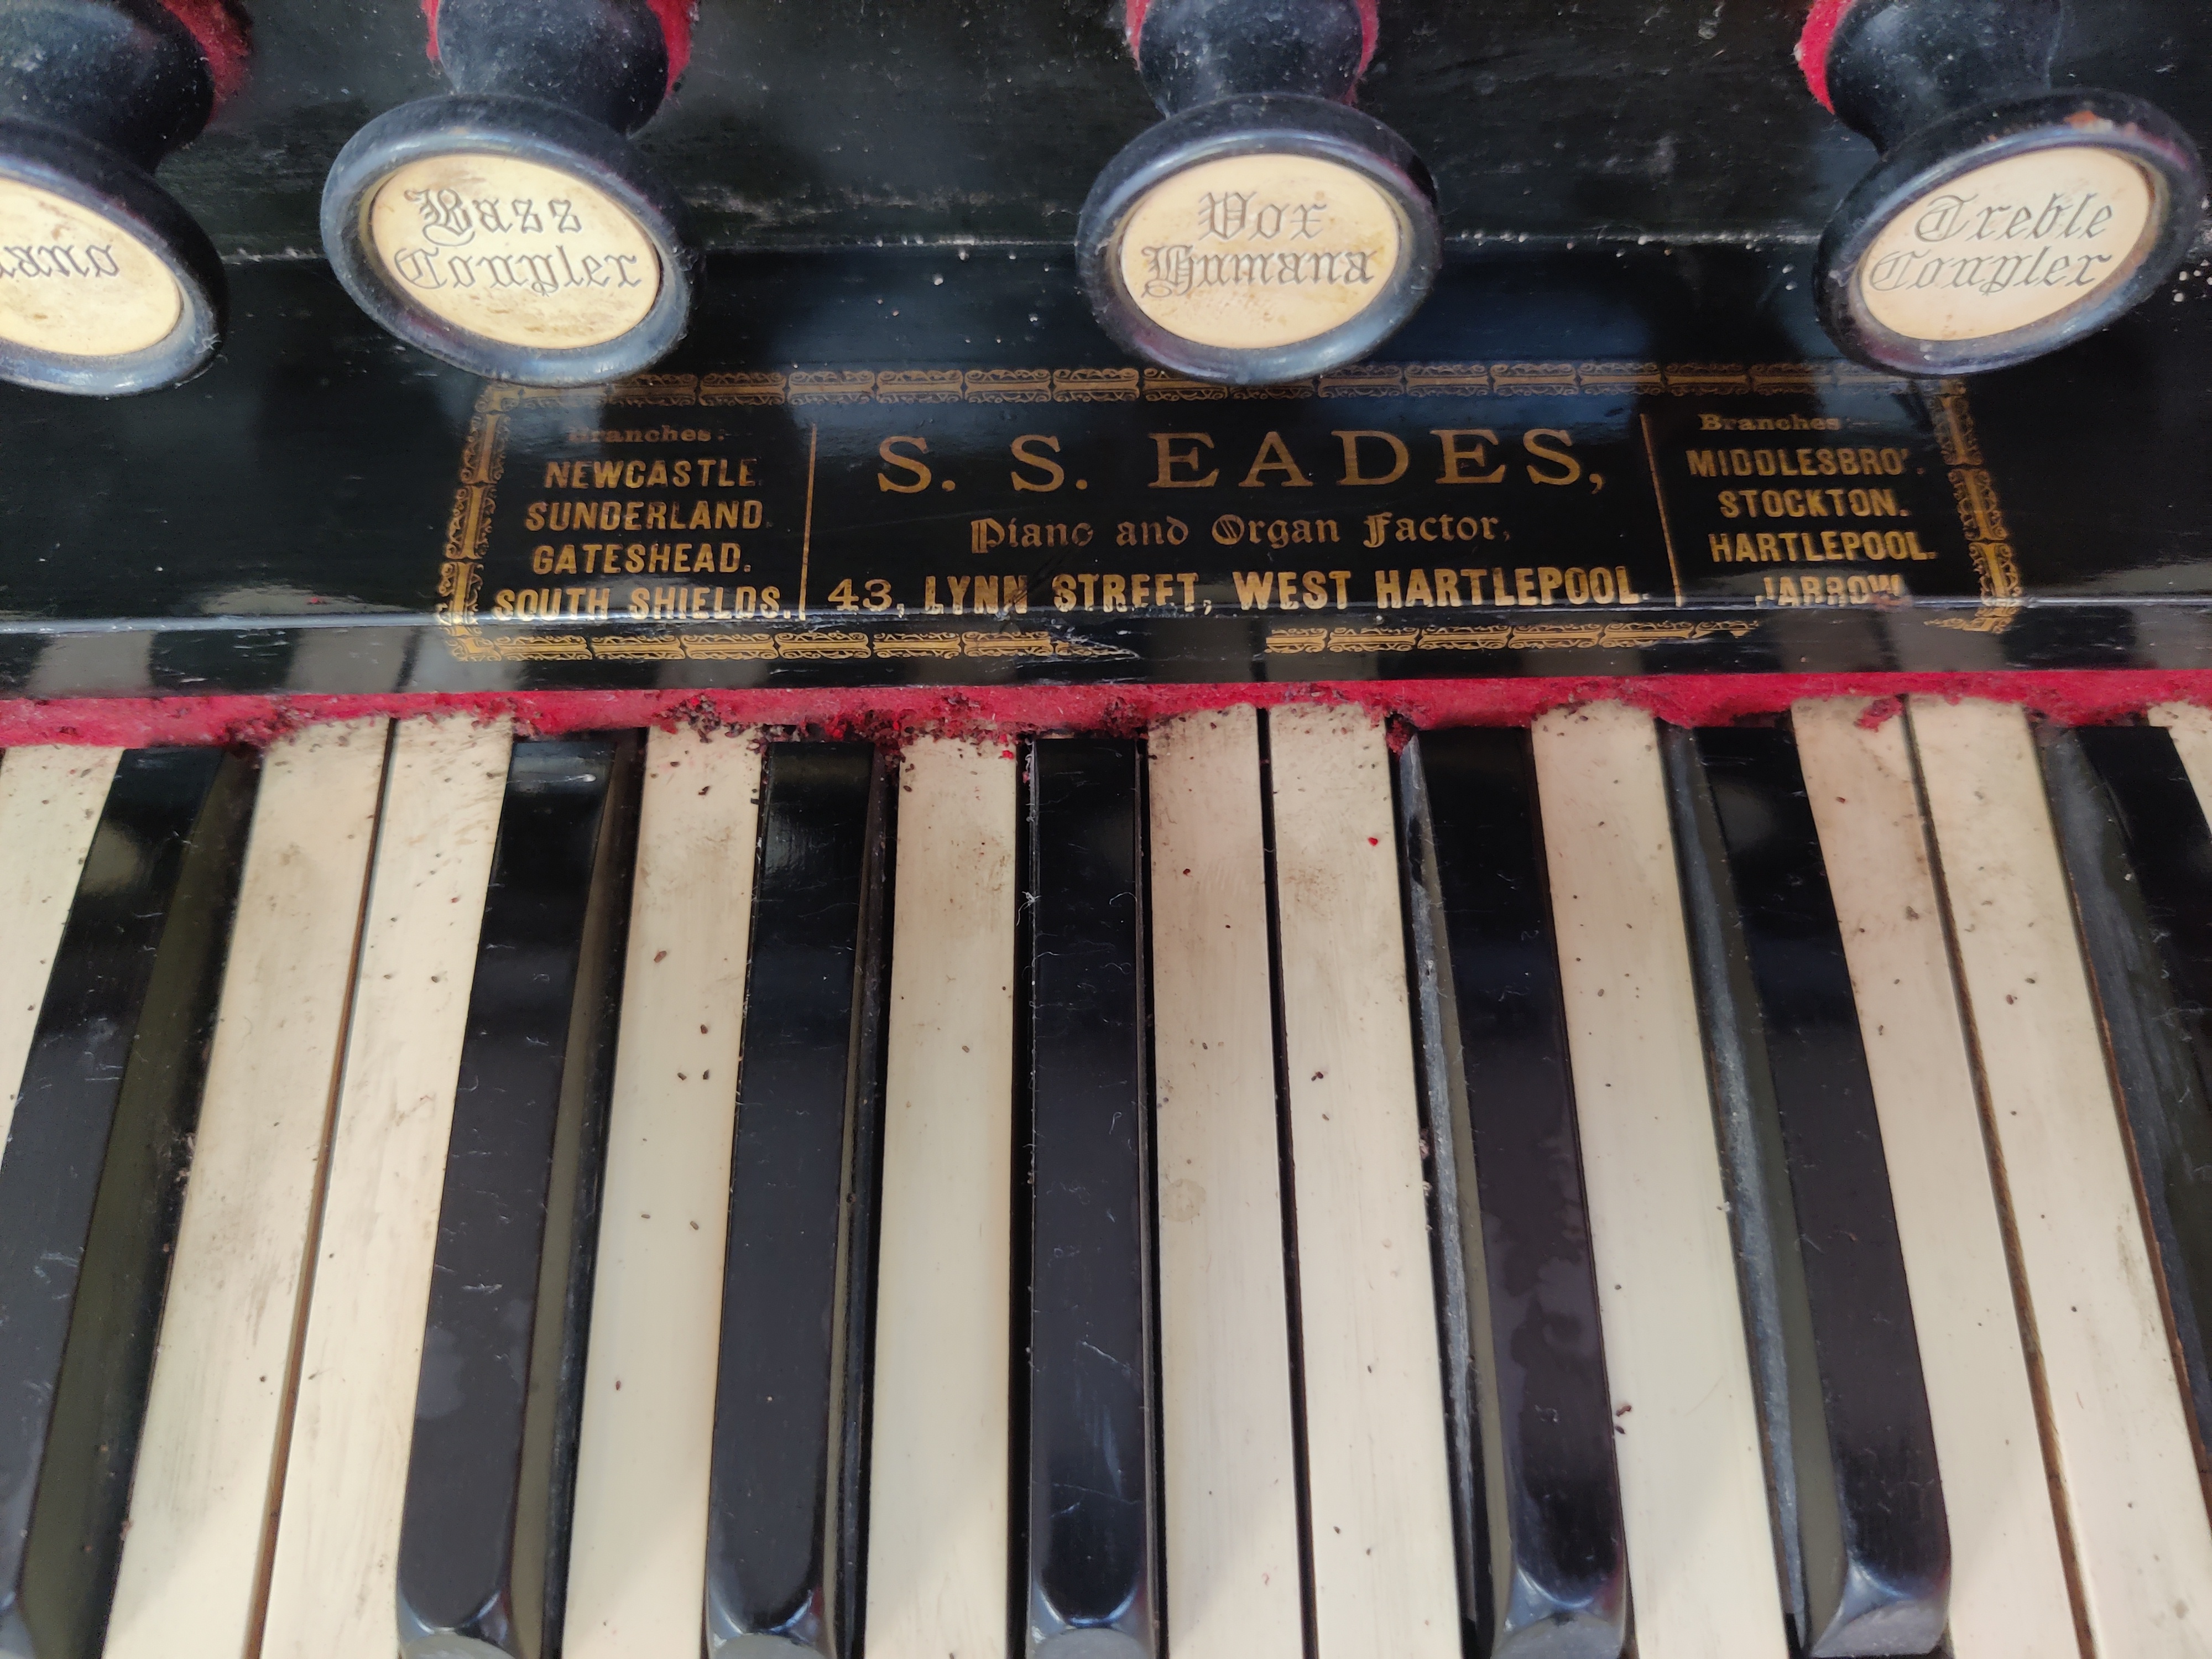 Bass
Coupler
Vox
Humana
Treble
Coupler
Branches:-
NEWCASTLE.
SUNDERLAND.
GATESHEAD.
SOUTH SHIELDS.
S. S. EADES,
Piano and Organ Factor,
43, LYNN STREET, WEST HARTLEPOOL.
Branches:-
MIDDLESBRO'.
STOCKTON.
HARTLEPOOL.
JARROW